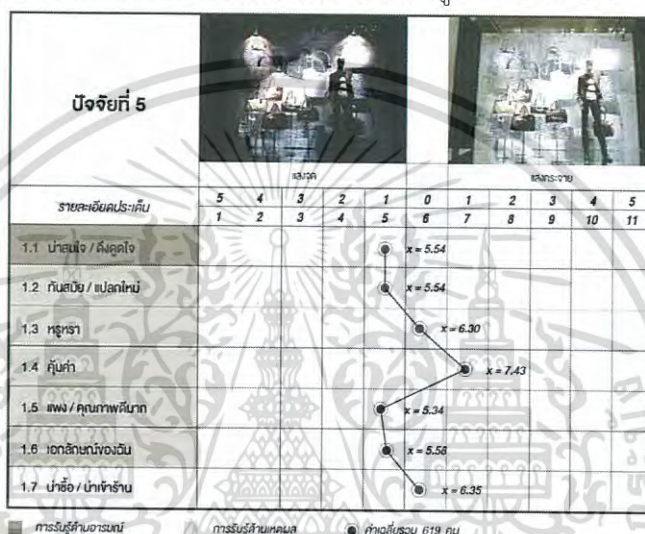 ปัจจัยที่ 5
แสงจุด
แสงกระจาย
รายละเอียดประเด็น
5 4 3 2 1 0 1 2 3 4 5
1 2 3 4 5 6 7 8 9 10 11
1.1 น่าสนใจ / ดึงดูดใจ x = 5.54
1.2 ทันสมัย / แปลกใหม่ x = 5.54
1.3 หรูหรา x = 6.30
1.4 คุ้มค่า x = 7.43
1.5 แพง / คุณภาพดีมาก x = 5.34
1.6 เอกลักษณ์ของฉัน x = 5.56
1.7 น่าซื้อ / น่าเข้าร้าน x = 6.35
การรับรู้ด้านอารมณ์ การรับรู้ด้านเหตุผล ค่าเฉลี่ยรวม 619 คน